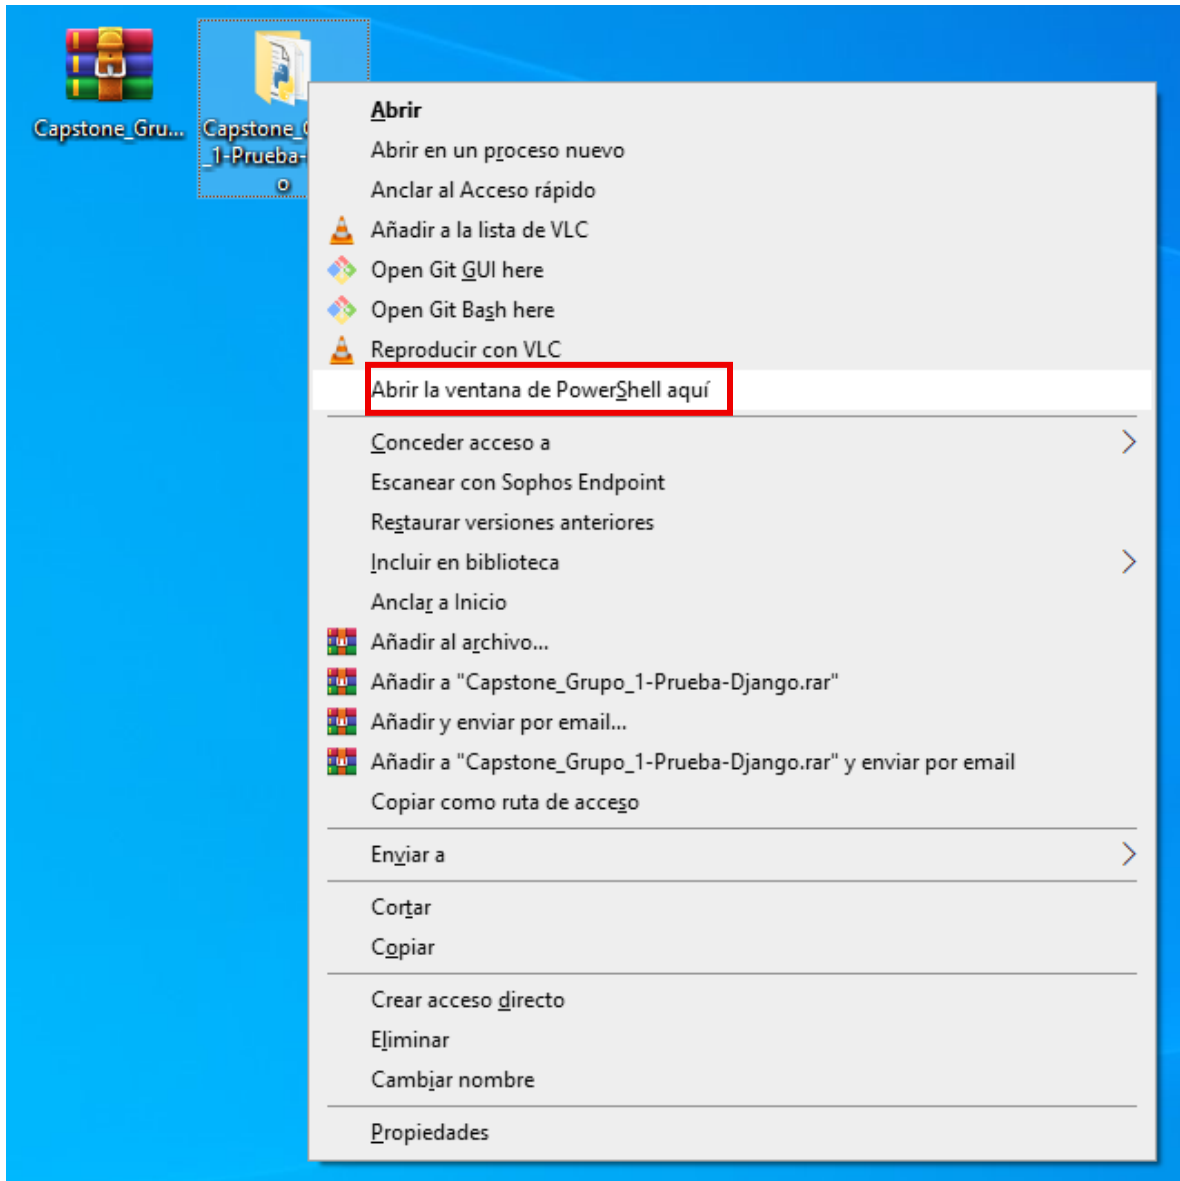 Capstone_Gru...
Capstone_
_1-Prueba-
o
Abrir
Abrir en un proceso nuevo
Anclar al Acceso rápido
Añadir a la lista de VLC
Open Git GUI here
Open Git Bash here
Reproducir con VLC
Abrir la ventana de PowerShell aquí
Conceder acceso a
Escanear con Sophos Endpoint
Restaurar versiones anteriores
Incluir en biblioteca
Anclar a Inicio
Añadir al archivo...
Añadir a "Capstone_Grupo_1-Prueba-Django.rar"
Añadir y enviar por email...
Añadir a "Capstone_Grupo_1-Prueba-Django.rar" y enviar por email
Copiar como ruta de acceso
Enviar a
Cortar
Copiar
Crear acceso directo
Eliminar
Cambiar nombre
Propiedades